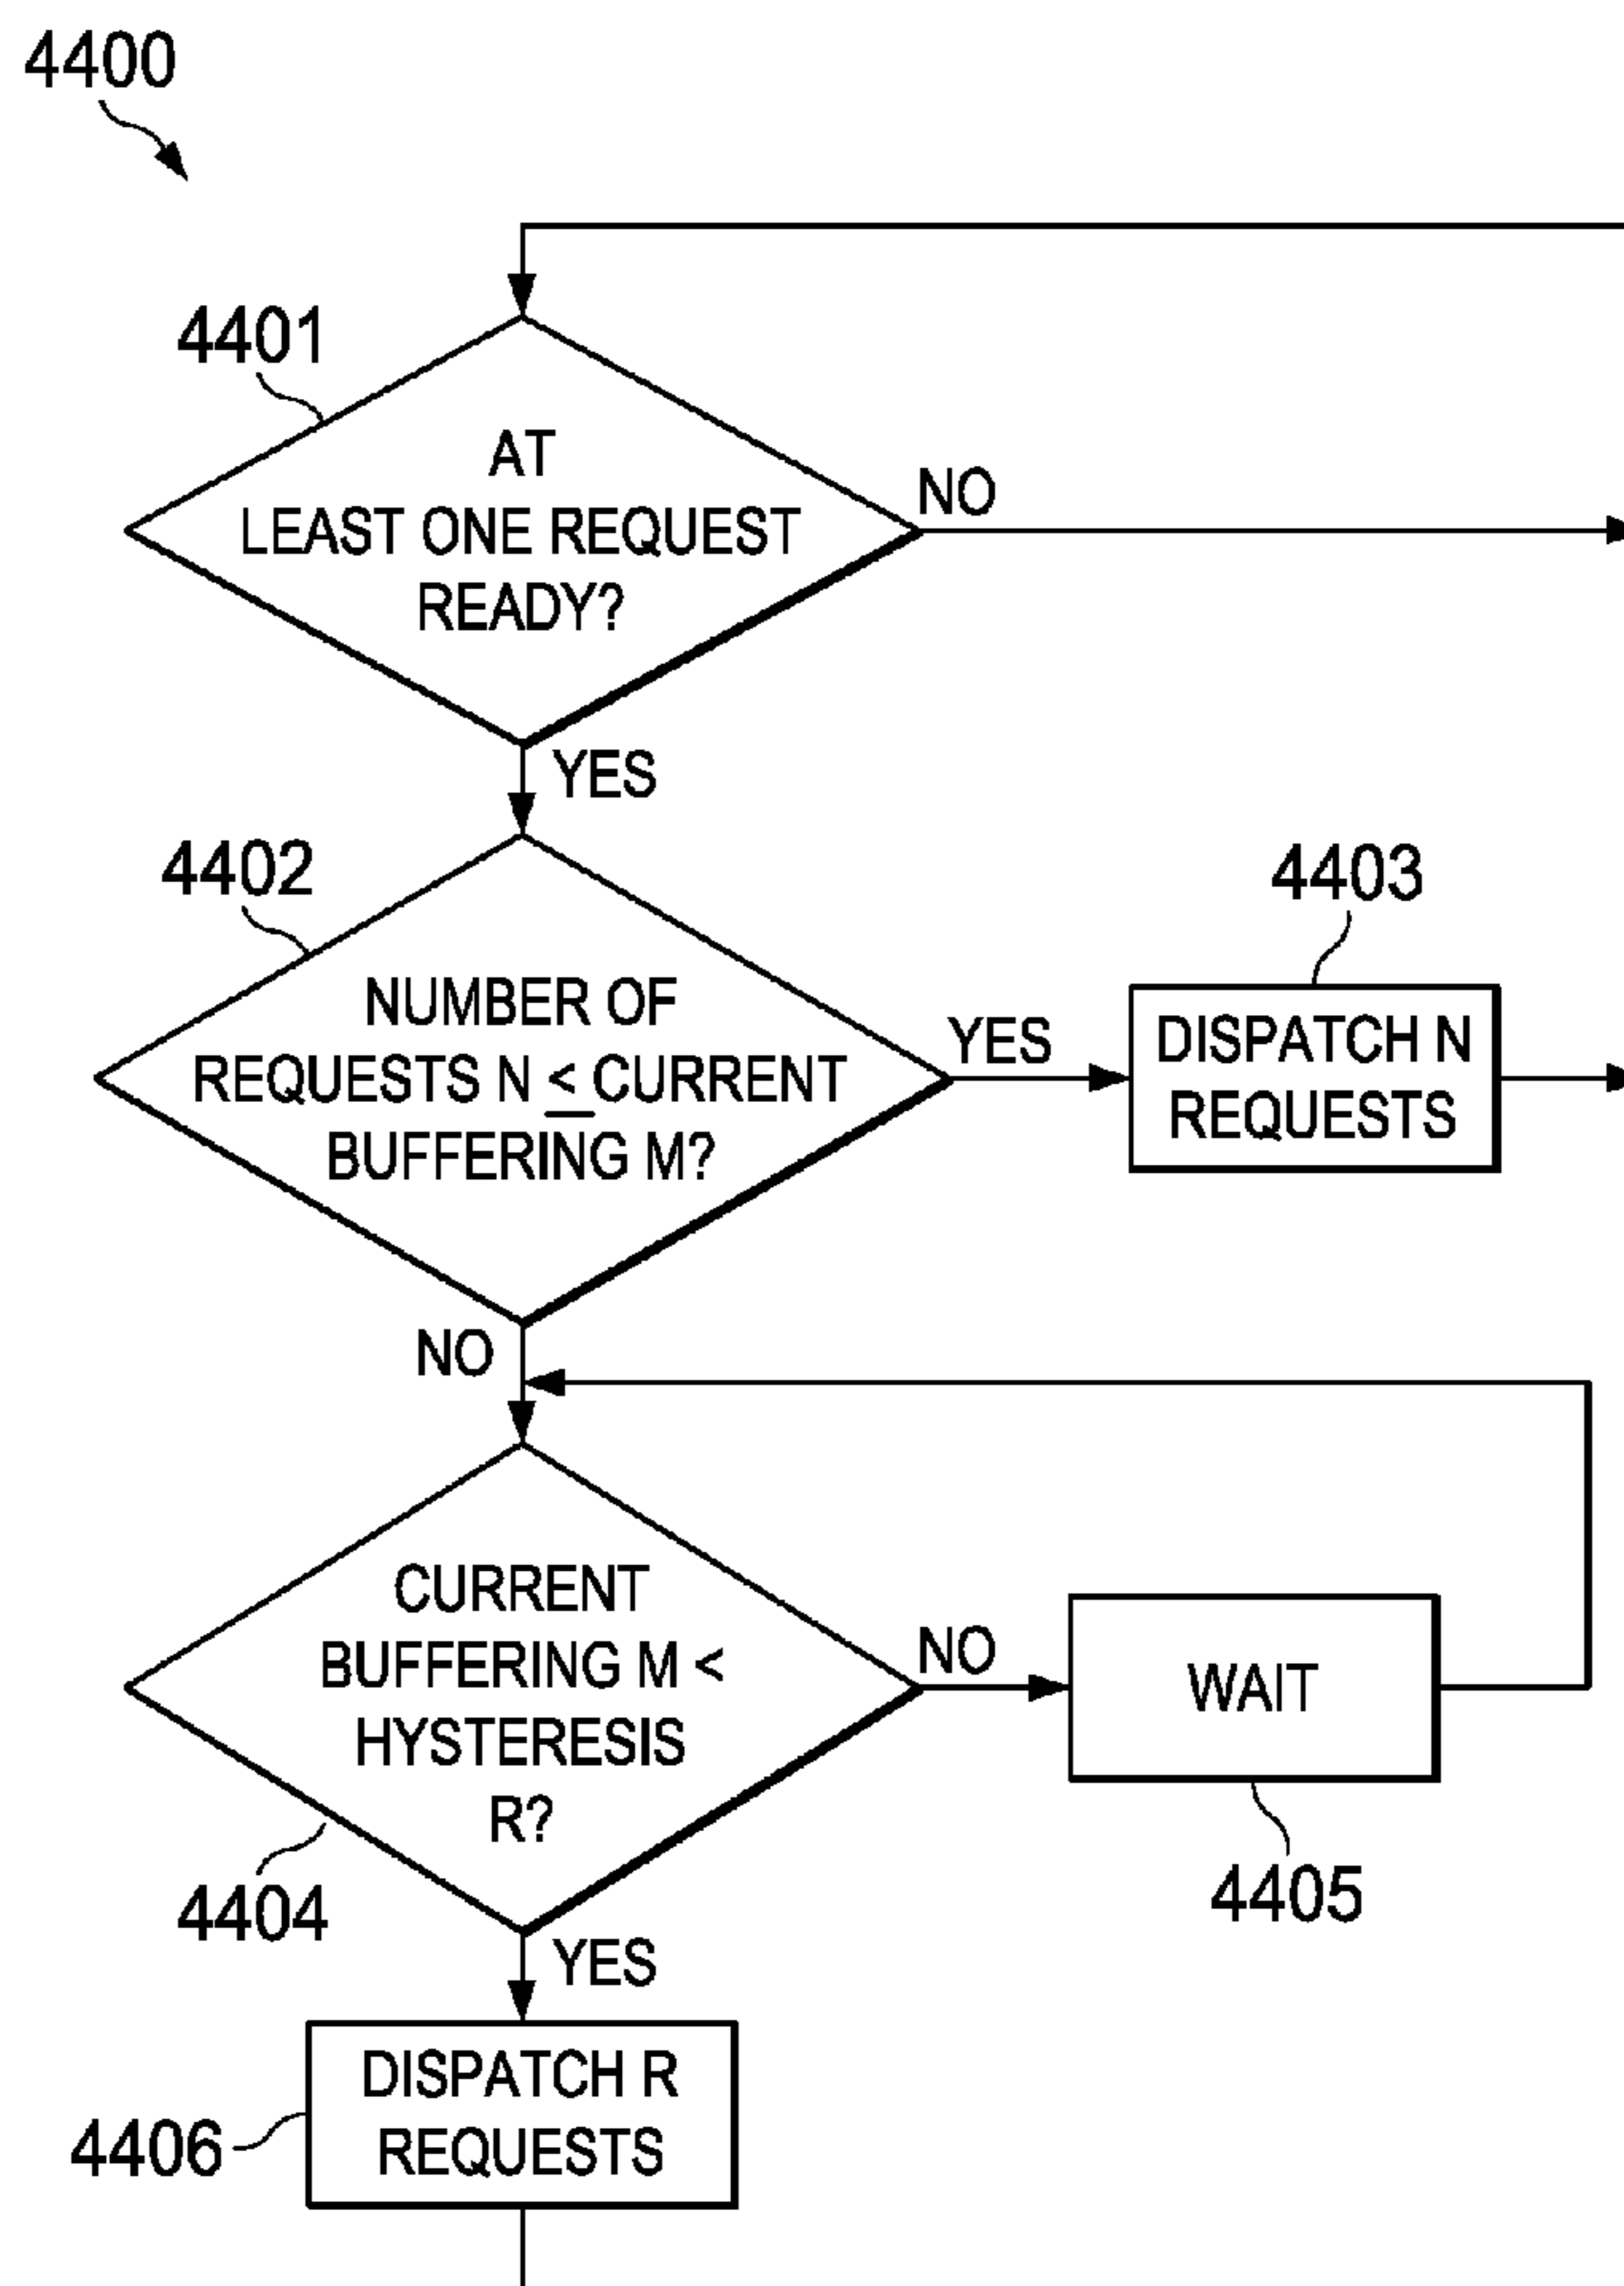 4400
4401
AT
LEAST ONE REQUEST
READY?
NO
YES
4402
NUMBER OF
REQUESTS N ≤ CURRENT
BUFFERING M?
YES
4403
DISPATCH N
REQUESTS
NO
CURRENT
BUFFERING M <
HYSTERESIS
R?
NO
WAIT
4404
4405
YES
DISPATCH R
REQUESTS
4406